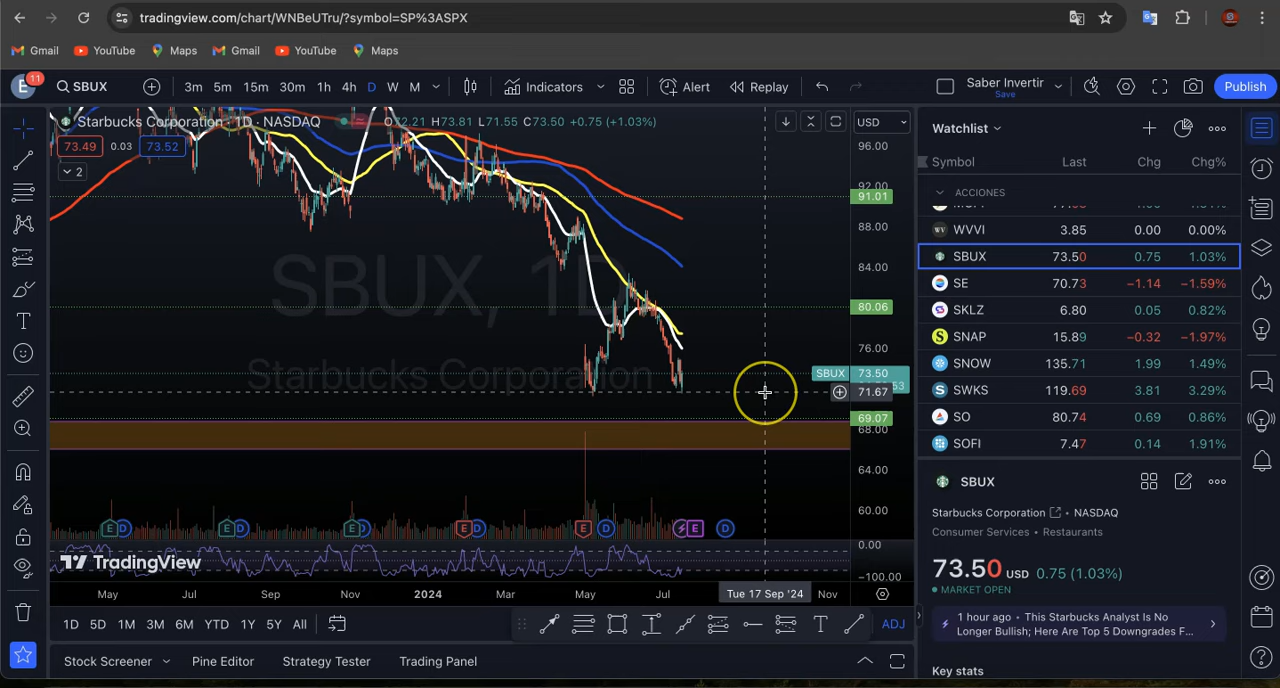 tradingview.com/chart/WNBeUTru/?symbol=SP%3ASPX
Gmail YouTube Maps Gmail YouTube Maps
E 11 SBUX 3m 5m 15m 30m 1h 4h D W M Indicators Alert Replay Saber Invertir Save Publish
Starbucks Corporation · 1D · NASDAQ O72.21 H73.81 L71.55 C73.50 +0.75 (+1.03%) USD
73.49 0.03 73.52
2
96.00
92.00
91.01
88.00
84.00
80.06
76.00
SBUX 73.50
53
71.67
69.07
68.00
64.00
60.00
0.00
−100.00
SBUX, 1D
Starbucks Corporation
E D E D E D E D E D E D
TradingView
May Jul Sep Nov 2024 Mar May Jul Tue 17 Sep '24 Nov
1D 5D 1M 3M 6M YTD 1Y 5Y All ADJ
Stock Screener Pine Editor Strategy Tester Trading Panel
Watchlist
Symbol Last Chg Chg%
ACCIONES
WV WVVI 3.85 0.00 0.00%
SBUX 73.50 0.75 1.03%
SE 70.73 −1.14 −1.59%
SKLZ 6.80 0.05 0.82%
SNAP 15.89 −0.32 −1.97%
SNOW 135.71 1.99 1.49%
SWKS 119.69 3.81 3.29%
SO 80.74 0.69 0.86%
SOFI 7.47 0.14 1.91%
SBUX
Starbucks Corporation • NASDAQ
Consumer Services • Restaurants
73.50 USD 0.75 (1.03%)
MARKET OPEN
1 hour ago • This Starbucks Analyst Is No
Longer Bullish; Here Are Top 5 Downgrades F...
Key stats